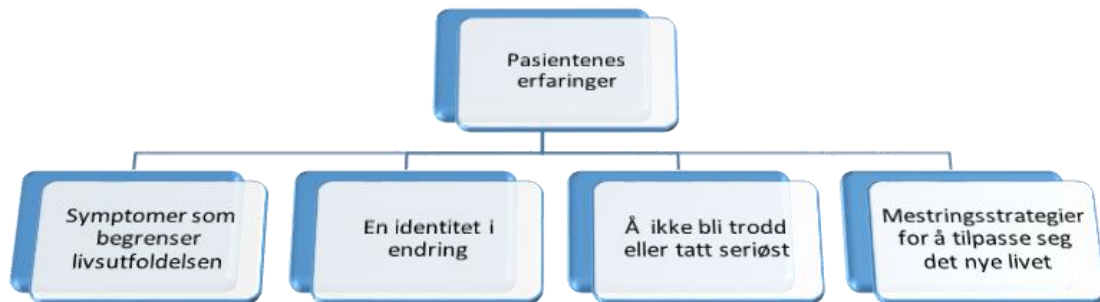 Pasientenes
erfaringer
Symptomer som
begrenser
livsutfoldelsen
En identitet i
endring
Å ikke bli trodd
eller tatt seriøst
Mestringsstrategier
for å tilpasse seg
det nye livet